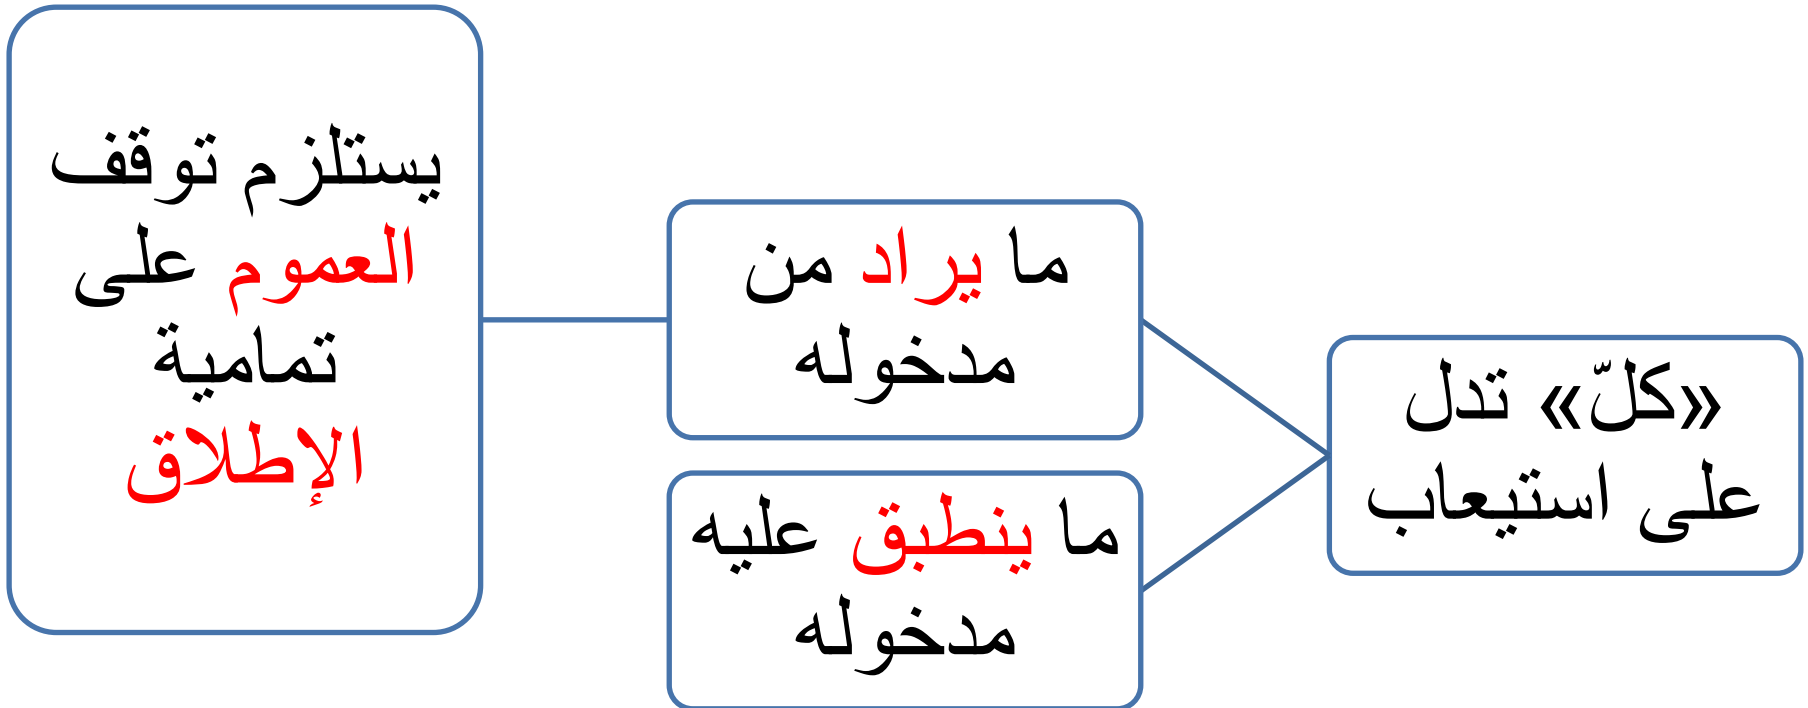 «كلّ» تدل
على استيعاب
ما يراد من
مدخوله
ما ينطبق عليه
مدخوله
يستلزم توقف
العموم على
تمامية
الإطلاق